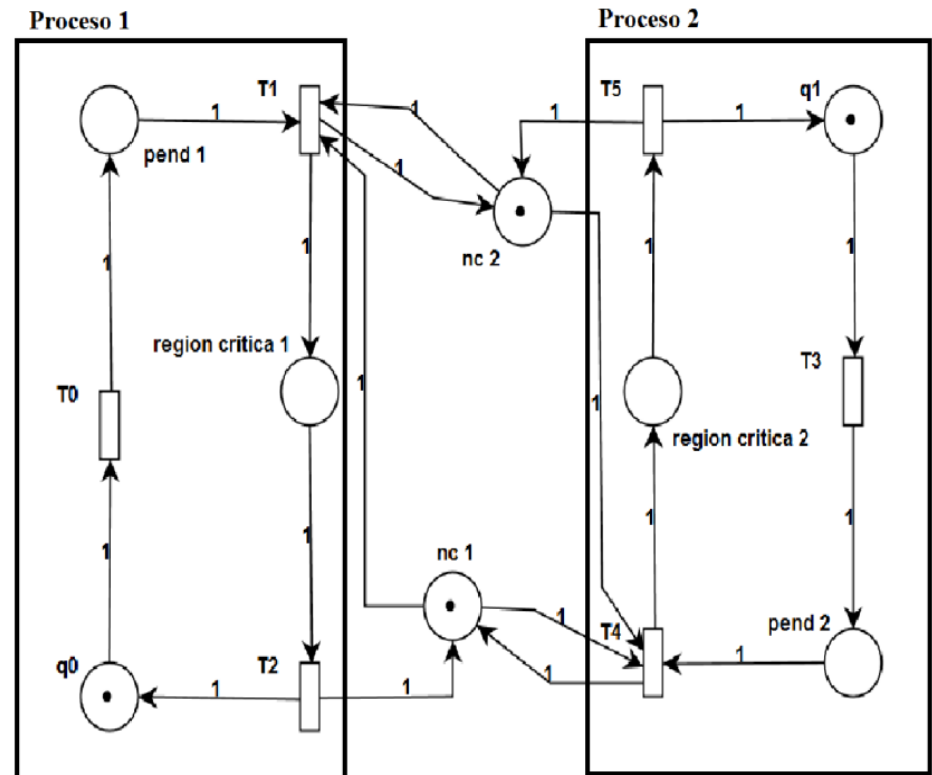 Proceso 1
Proceso 2
T1
T5
q1
1
1
1
1
1
pend 1
nc 2
1
1
1
1
region critica 1
T0
1
1
T3
region critica 2
1
1
1
1
nc 1
1
T4
pend 2
q0
T2
1
1
1
1